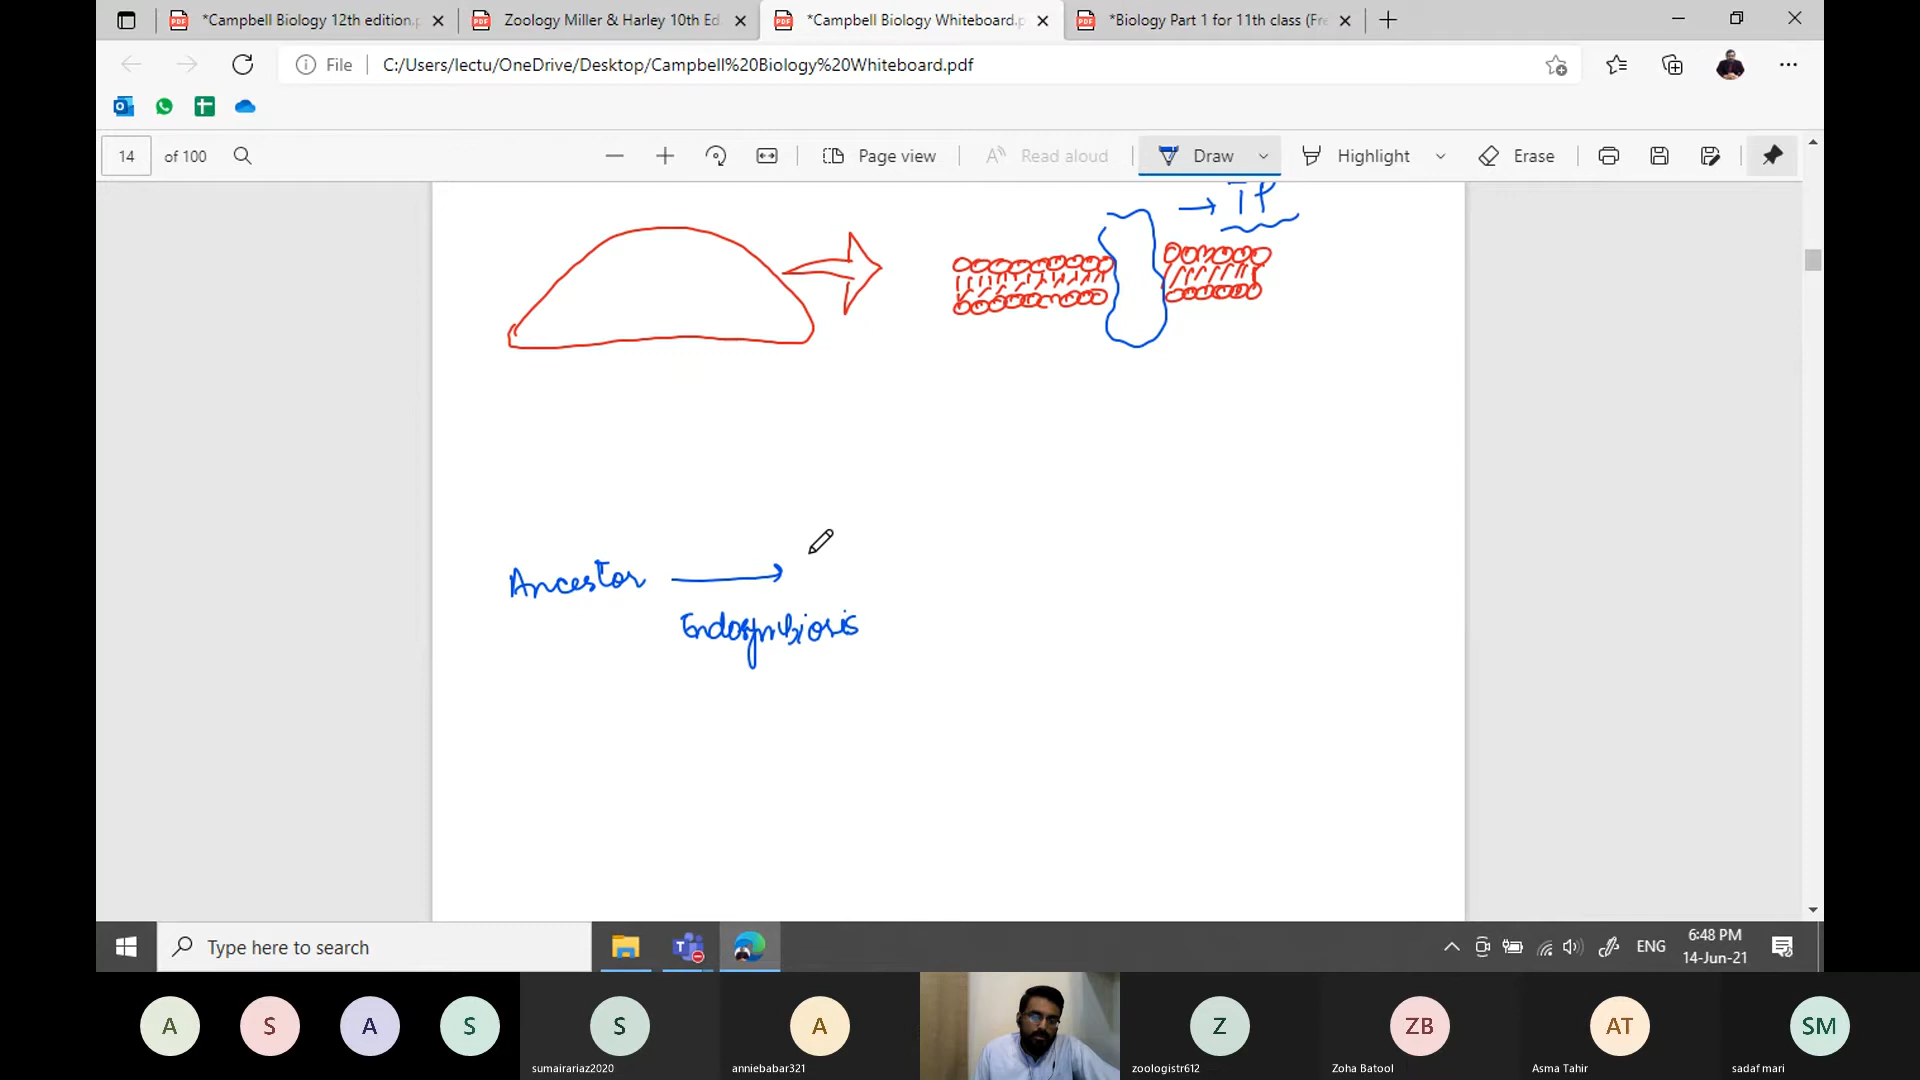 *Campbell Biology 12th edition.p
Zoology Miller & Harley 10th Ed
*Campbell Biology Whiteboard.p
*Biology Part 1 for 11th class (Fre
File
C:/Users/lectu/OneDrive/Desktop/Campbell%20Biology%20Whiteboard.pdf
14 of 100
Page view
Read aloud
Draw
Highlight
Erase
→ IP
Ancestor →
Endosymbiosis
Type here to search
ENG
6:48 PM
14-Jun-21
A
S
A
S
S
sumairariaz2020
A
anniebabar321
Z
zoologistr612
ZB
Zoha Batool
AT
Asma Tahir
SM
sadaf mari